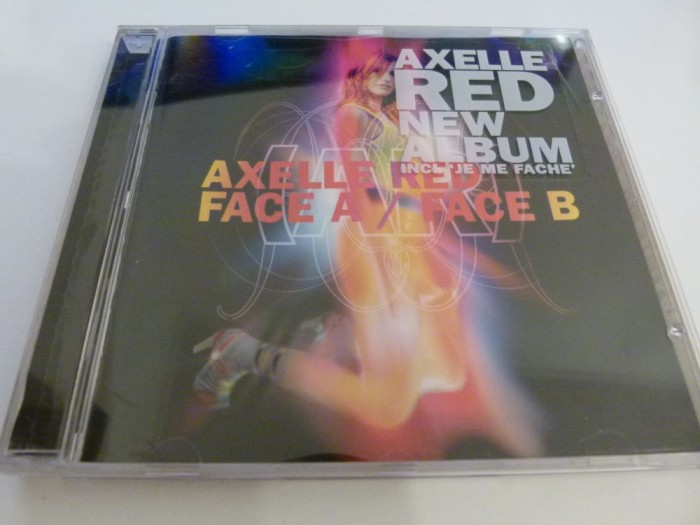 AXELLE
RED
NEW
ALBUM
INCL 'JE ME FACHE'
AXELLE RED
FACE A / FACE B